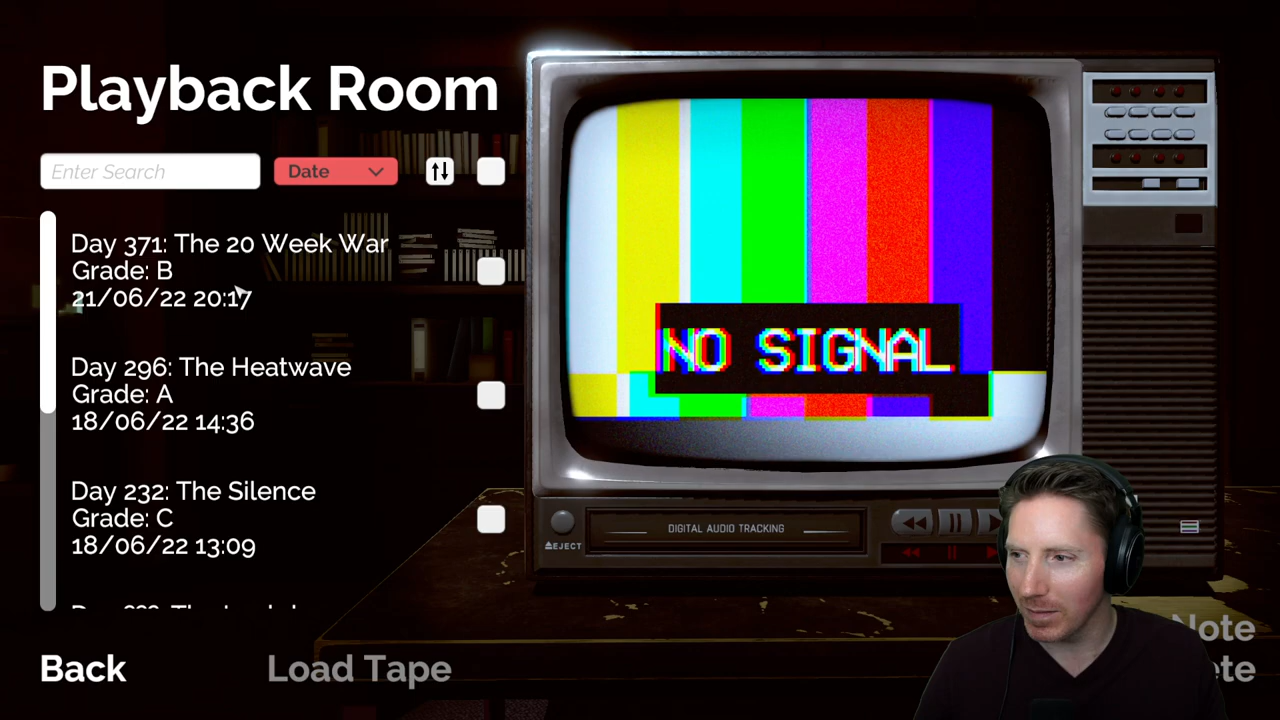 Playback Room
Enter Search
Date
Day 371: The 20 Week War
Grade: B
21/06/22 20:17
Day 296: The Heatwave
Grade: A
18/06/22 14:36
Day 232: The Silence
Grade: C
18/06/22 13:09
NO SIGNAL
DIGITAL AUDIO TRACKING
EJECT
Back
Load Tape
Note